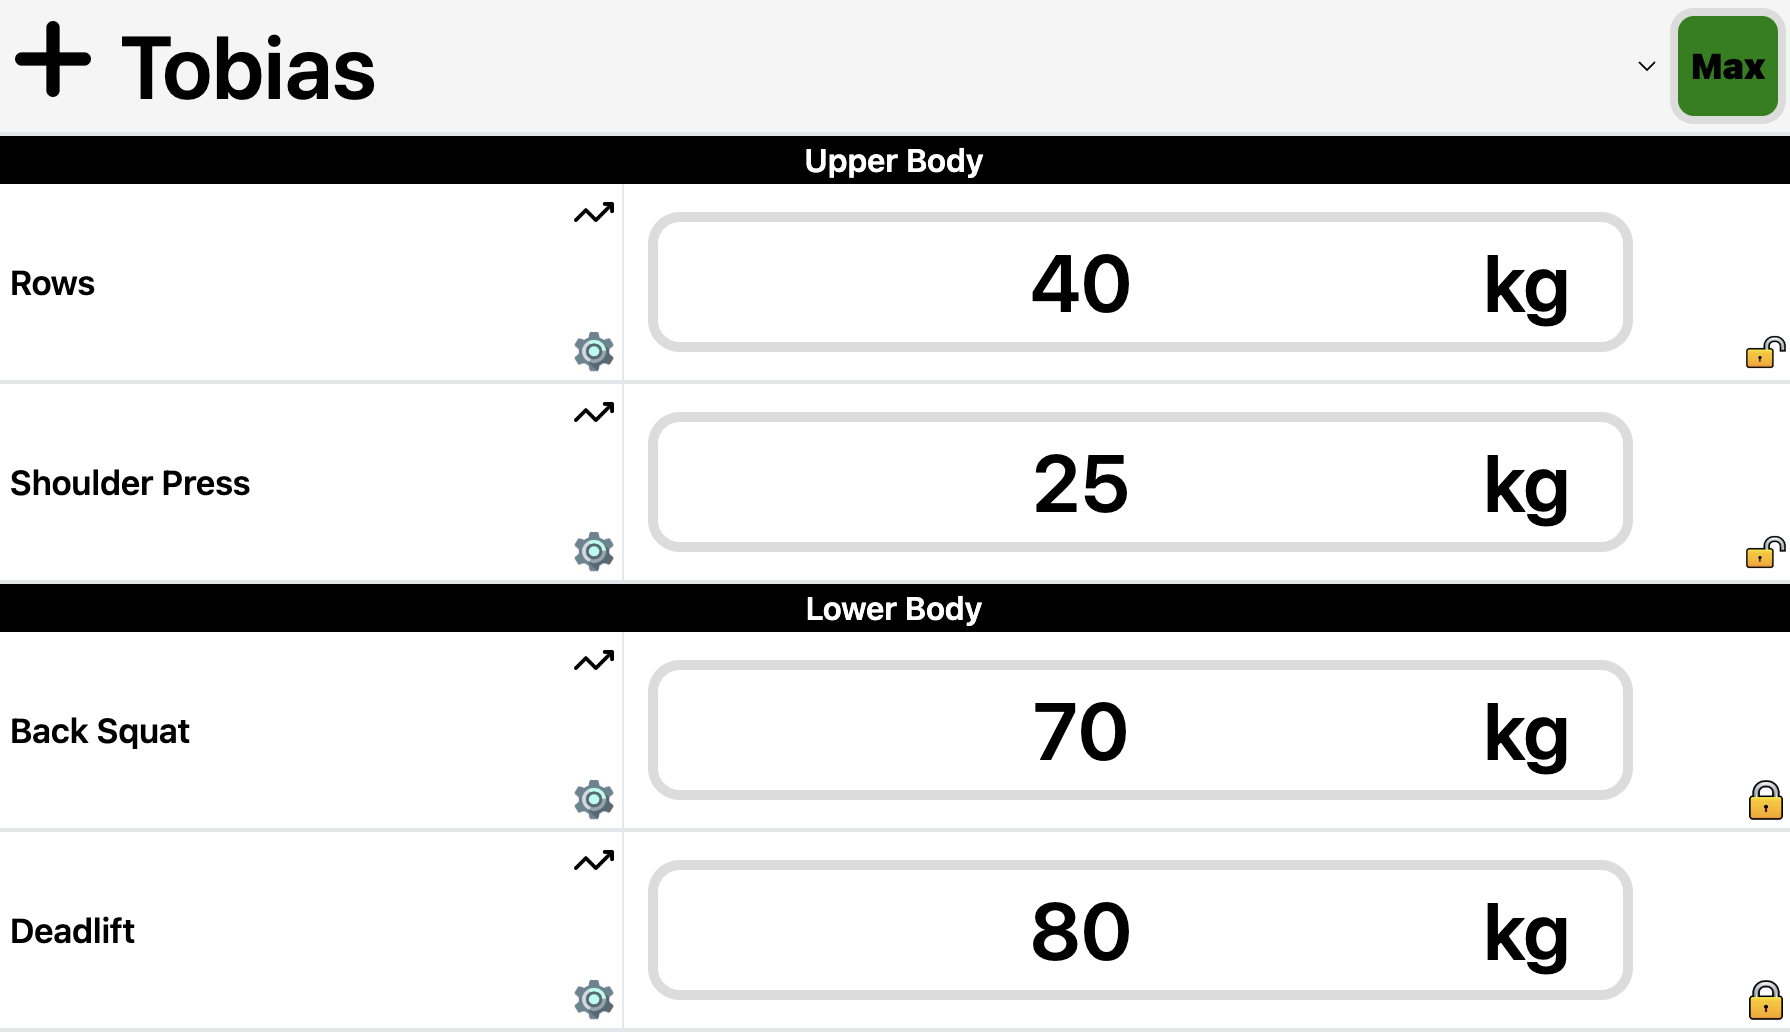 Tobias
Max
Upper Body
Rows
40 kg
Shoulder Press
25 kg
Lower Body
Back Squat
70 kg
Deadlift
80 kg